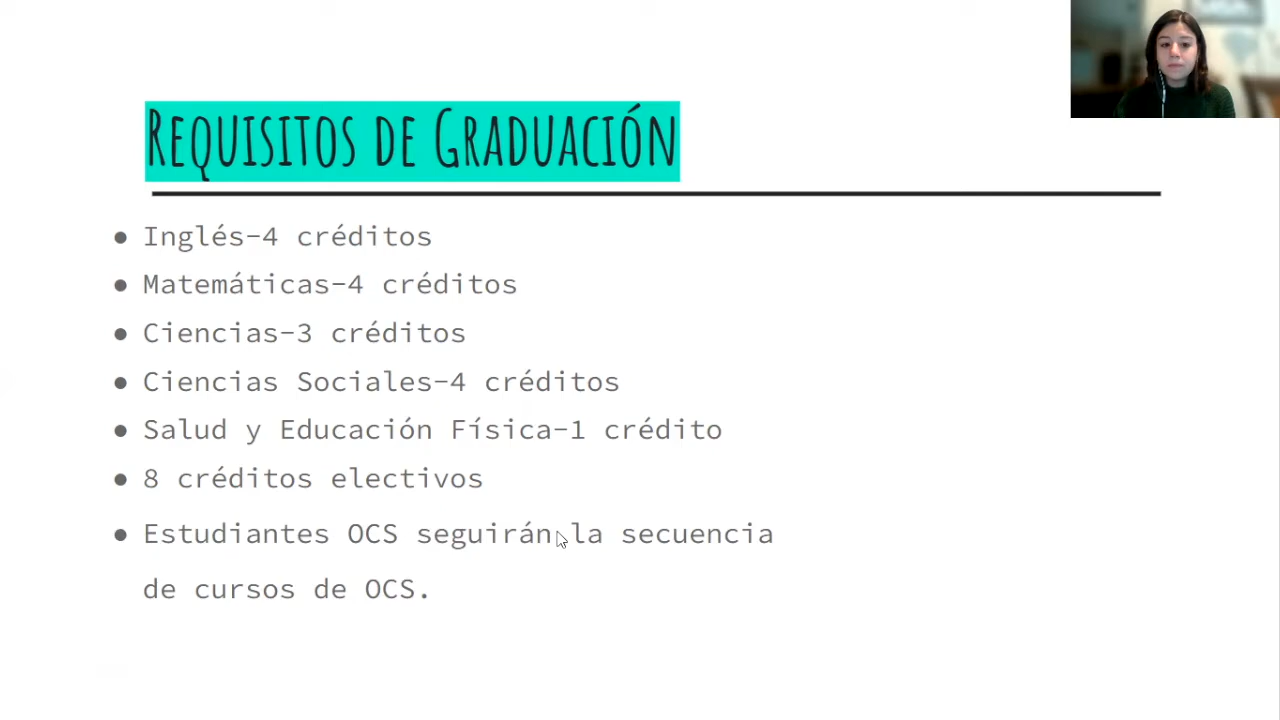 Requisitos de Graduación
● Inglés-4 créditos
● Matemáticas-4 créditos
● Ciencias-3 créditos
● Ciencias Sociales-4 créditos
● Salud y Educación Física-1 crédito
● 8 créditos electivos
● Estudiantes OCS seguirán la secuencia
de cursos de OCS.